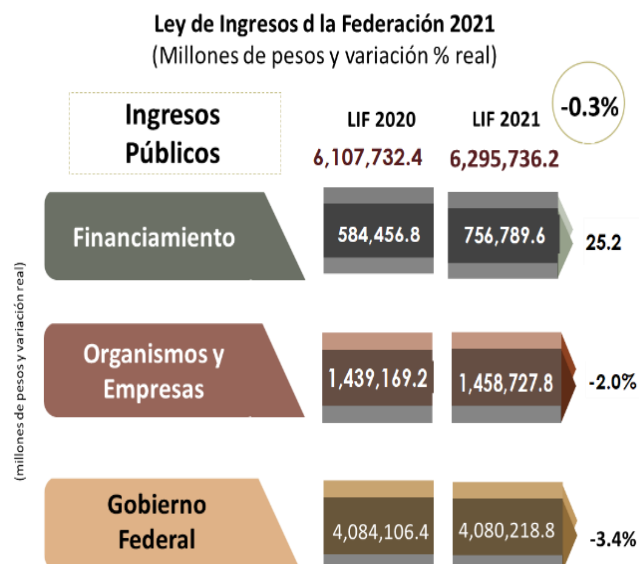 Ley de Ingresos d la Federación 2021
(Millones de pesos y variación % real)
Ingresos
Públicos
LIF 2020
LIF 2021
-0.3%
6,107,732.4
6,295,736.2
Financiamiento
584,456.8
756,789.6
25.2
Organismos y
Empresas
1,439,169.2
1,458,727.8
-2.0%
Gobierno
Federal
4,084,106.4
4,080,218.8
-3.4%
(millones de pesos y variación real)